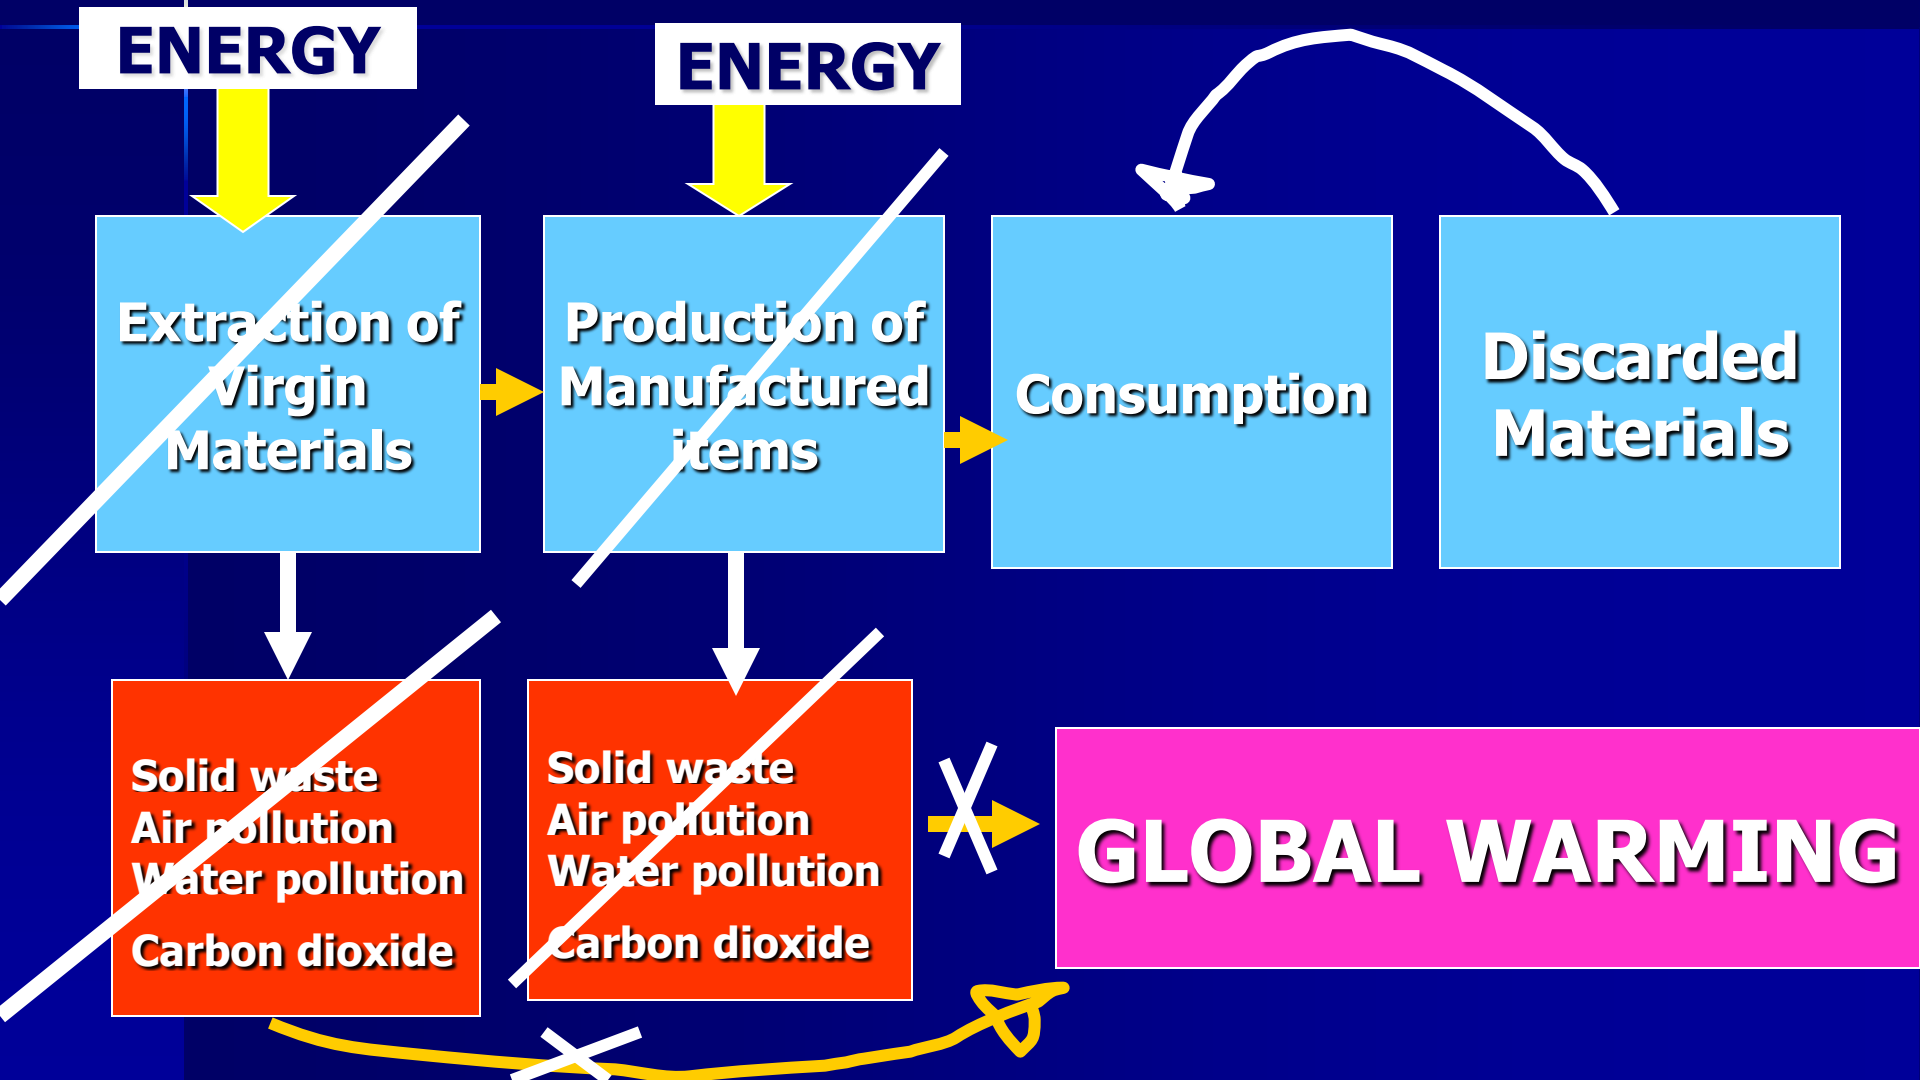 ENERGY
ENERGY
Extraction of
Virgin
Materials
Production of
Manufactured
items
Consumption
Discarded
Materials
Solid waste
Air pollution
Water pollution
Carbon dioxide
Solid waste
Air pollution
Water pollution
Carbon dioxide
GLOBAL WARMING